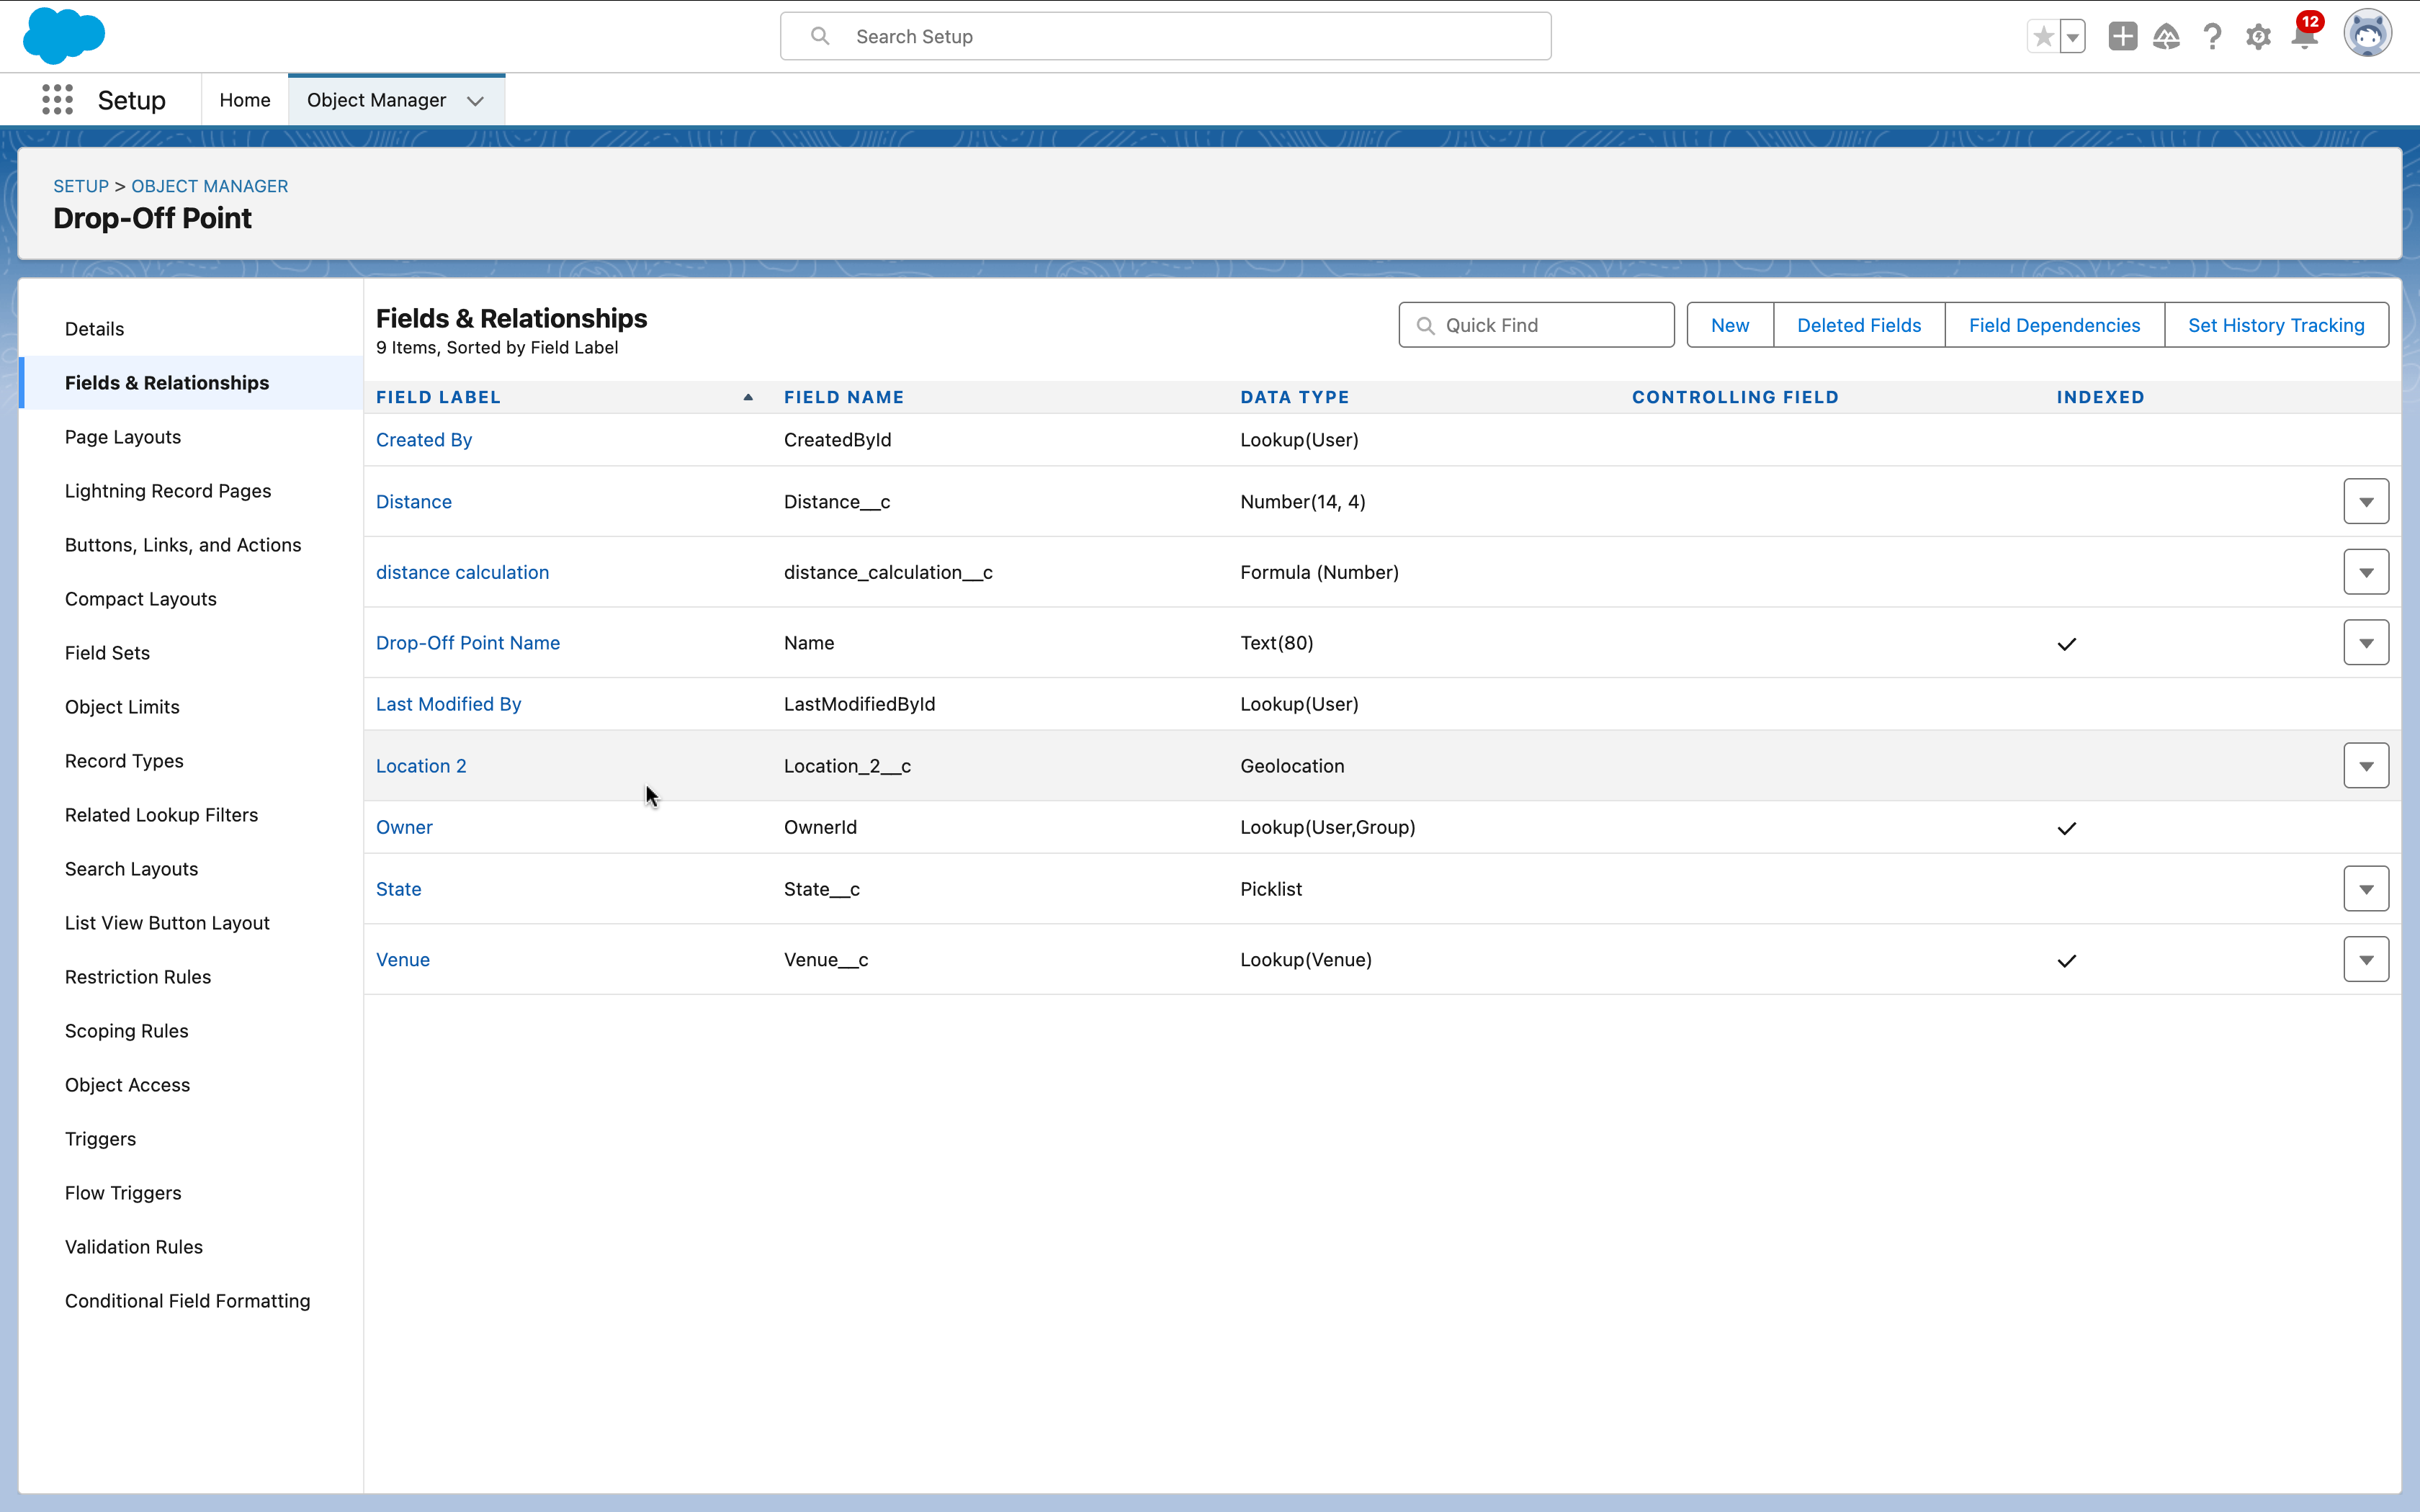 Search Setup
12
Setup
Home
Object Manager
SETUP > OBJECT MANAGER
Drop-Off Point
Details
Fields & Relationships
Page Layouts
Lightning Record Pages
Buttons, Links, and Actions
Compact Layouts
Field Sets
Object Limits
Record Types
Related Lookup Filters
Search Layouts
List View Button Layout
Restriction Rules
Scoping Rules
Object Access
Triggers
Flow Triggers
Validation Rules
Conditional Field Formatting
Fields & Relationships
9 Items, Sorted by Field Label
Quick Find
New
Deleted Fields
Field Dependencies
Set History Tracking
FIELD LABEL FIELD NAME DATA TYPE CONTROLLING FIELD INDEXED
Created By CreatedById Lookup(User)
Distance Distance__c Number(14, 4)
distance calculation distance_calculation__c Formula (Number)
Drop-Off Point Name Name Text(80)
Last Modified By LastModifiedById Lookup(User)
Location 2 Location_2__c Geolocation
Owner OwnerId Lookup(User,Group)
State State__c Picklist
Venue Venue__c Lookup(Venue)